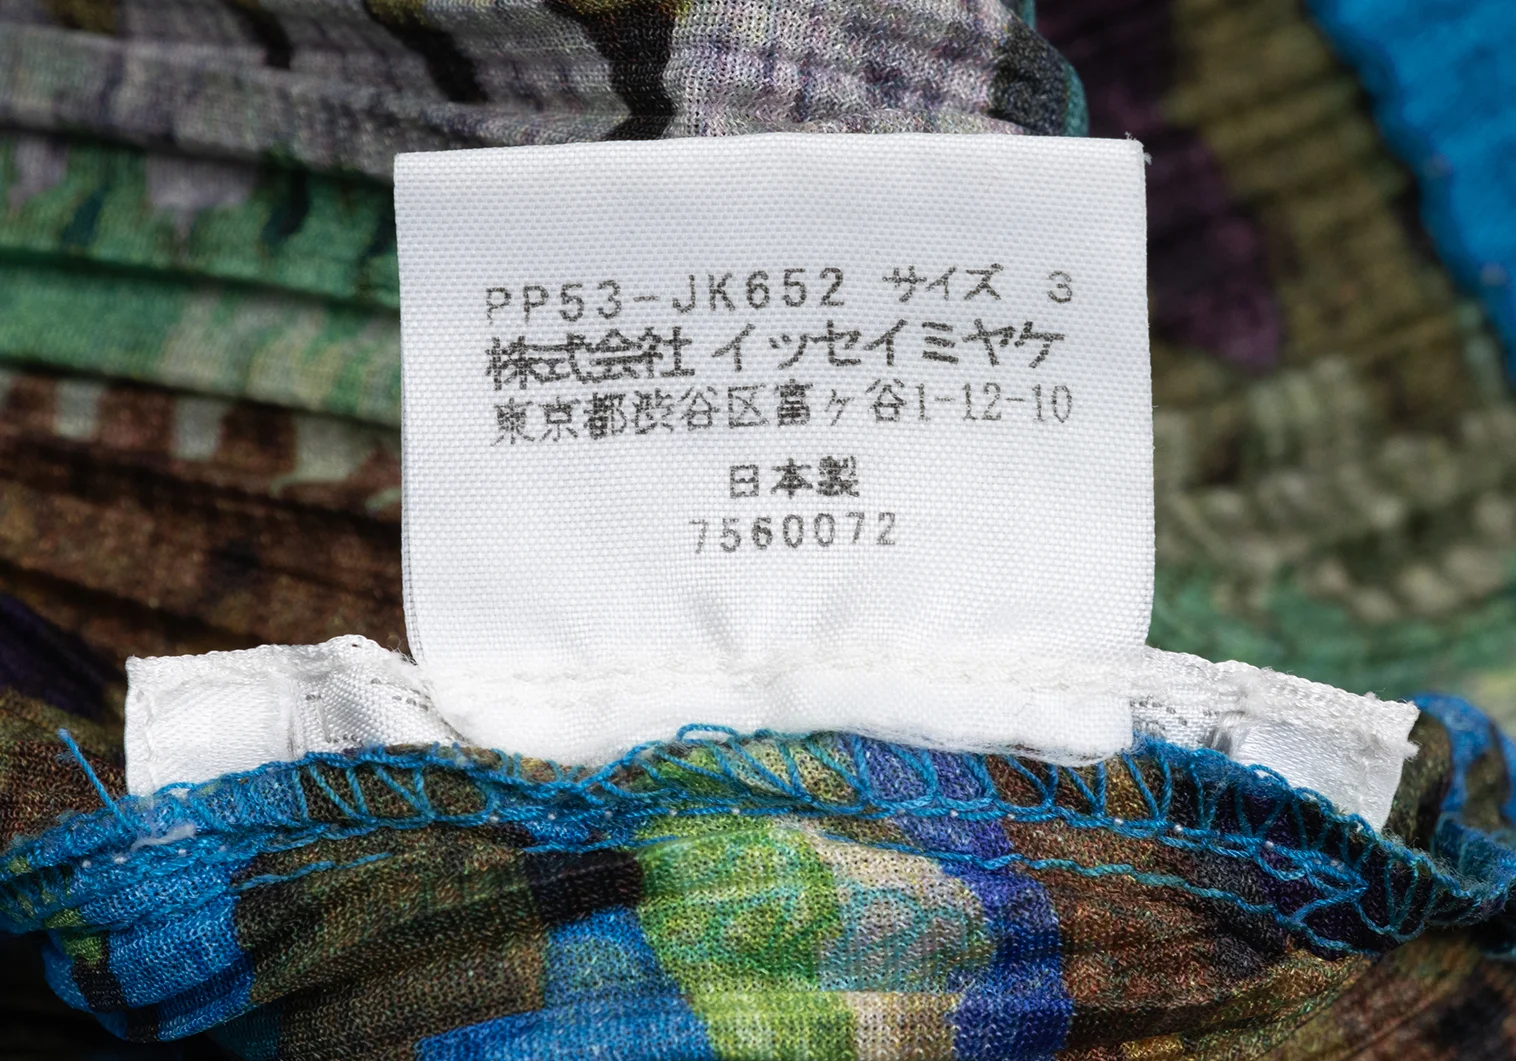 PP53-JK652 サイズ 3
株式会社 イッセイミヤケ
東京都渋谷区富ヶ谷1-12-10
日本製
7560072